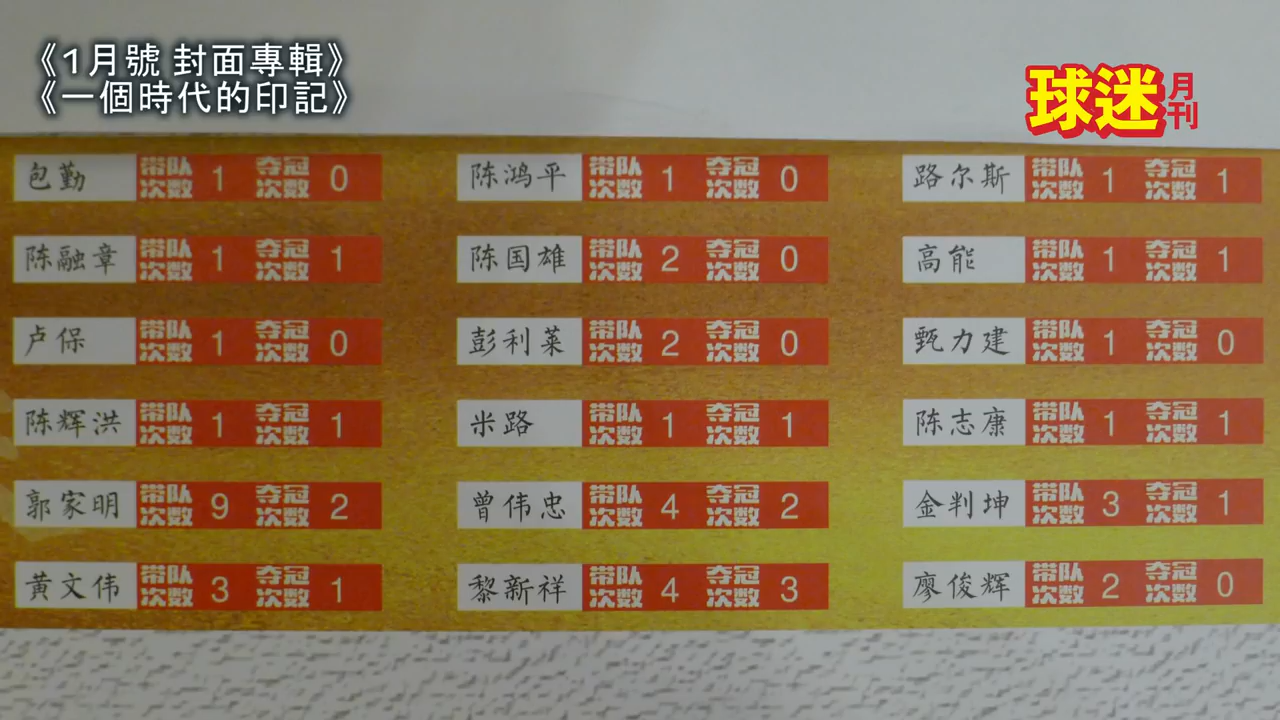 《1月號 封面專輯》
《一個時代的印記》
球迷月刊
包勤 带队次数 1 夺冠次数 0
陈鸿平 带队次数 1 夺冠次数 0
路尔斯 带队次数 1 夺冠次数 1
陈融章 带队次数 1 夺冠次数 1
陈国雄 带队次数 2 夺冠次数 0
高能 带队次数 1 夺冠次数 1
卢保 带队次数 1 夺冠次数 0
彭利莱 带队次数 2 夺冠次数 0
甄力建 带队次数 1 夺冠次数 0
陈辉洪 带队次数 1 夺冠次数 1
米路 带队次数 1 夺冠次数 1
陈志康 带队次数 1 夺冠次数 1
郭家明 带队次数 9 夺冠次数 2
曾伟忠 带队次数 4 夺冠次数 2
金判坤 带队次数 3 夺冠次数 1
黄文伟 带队次数 3 夺冠次数 1
黎新祥 带队次数 4 夺冠次数 3
廖俊辉 带队次数 2 夺冠次数 0